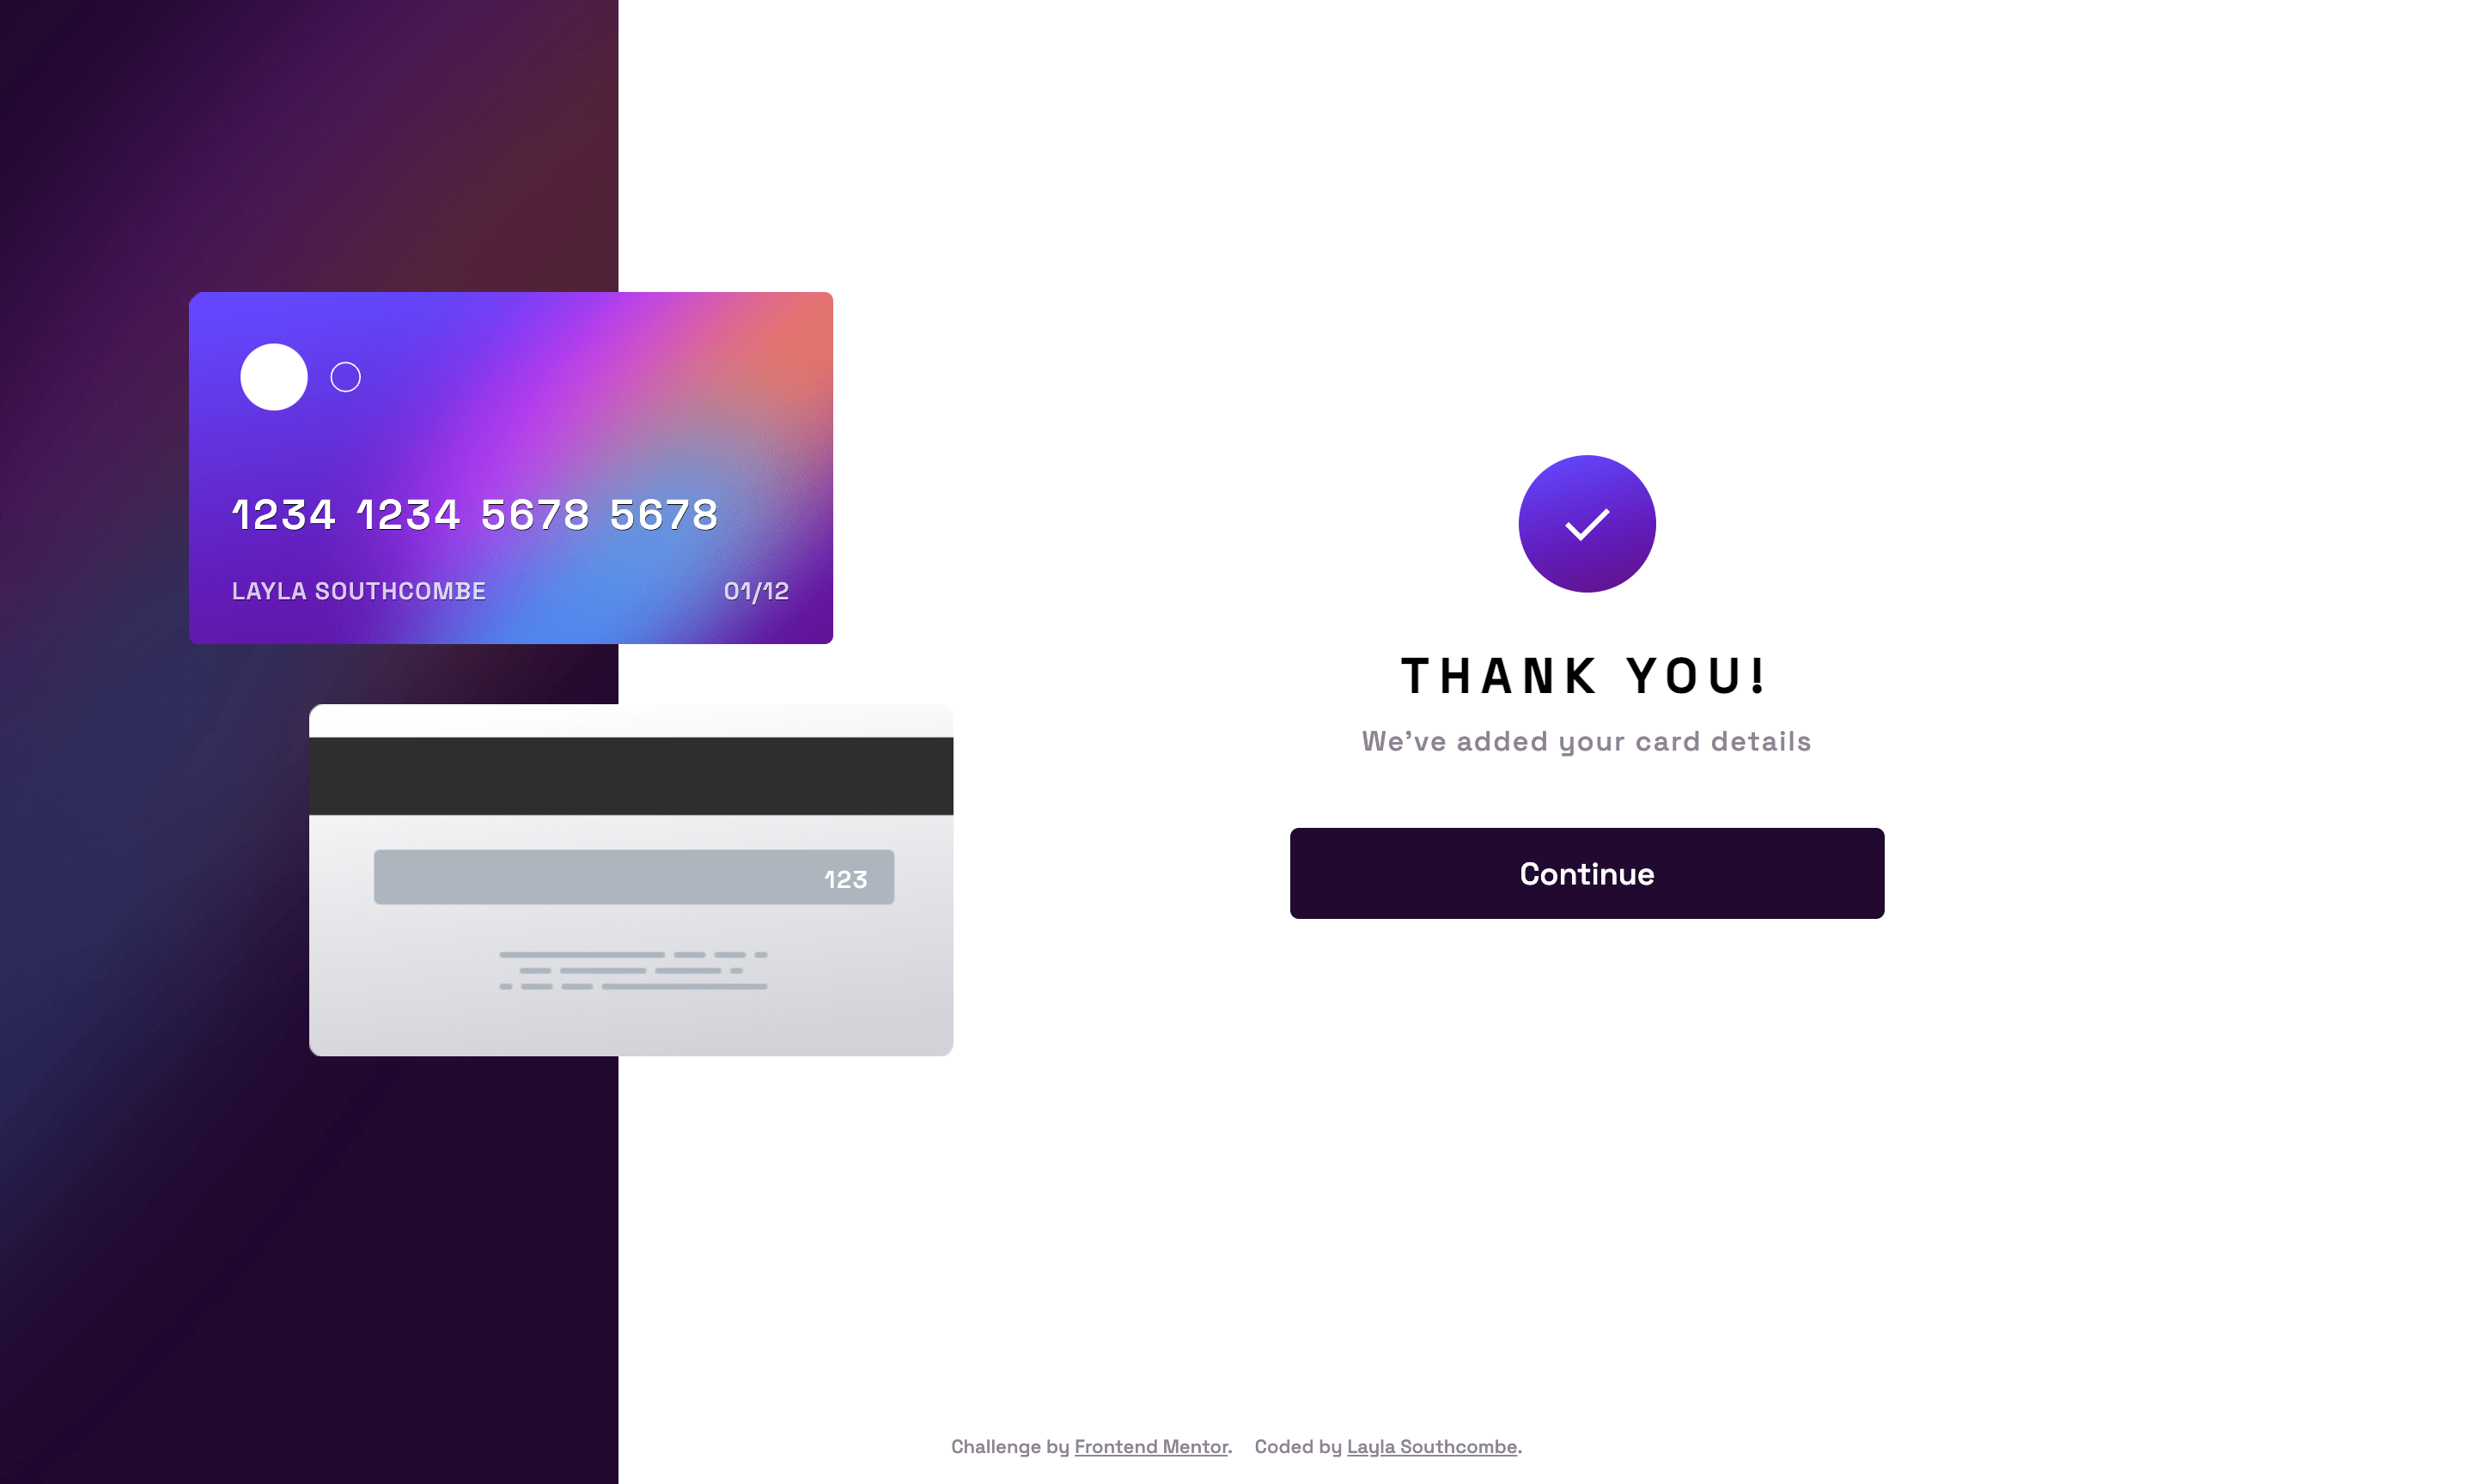 1234 1234 5678 5678
LAYLA SOUTHCOMBE 01/12
123
THANK YOU!
We've added your card details
Continue
Challenge by Frontend Mentor. Coded by Layla Southcombe.